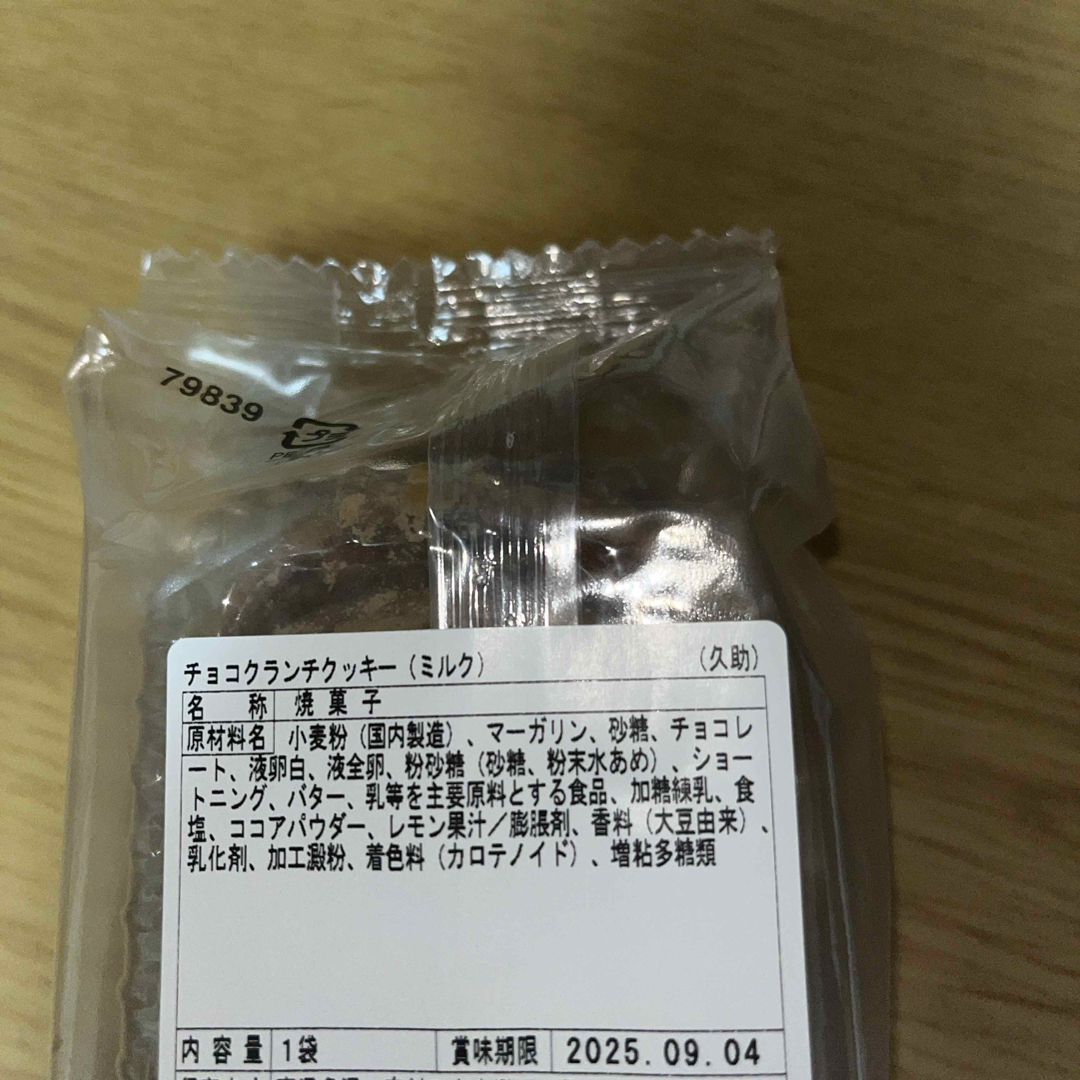 79839
プラ
チョコクランチクッキー（ミルク） （久助）
名称 焼菓子
原材料名 小麦粉（国内製造）、マーガリン、砂糖、チョコレ
ート、液卵白、液全卵、粉砂糖（砂糖、粉末水あめ）、ショー
トニング、バター、乳等を主要原料とする食品、加糖練乳、食
塩、ココアパウダー、レモン果汁／膨脹剤、香料（大豆由来）、
乳化剤、加工澱粉、着色料（カロテノイド）、増粘多糖類
内容量 1袋 賞味期限 2025.09.04